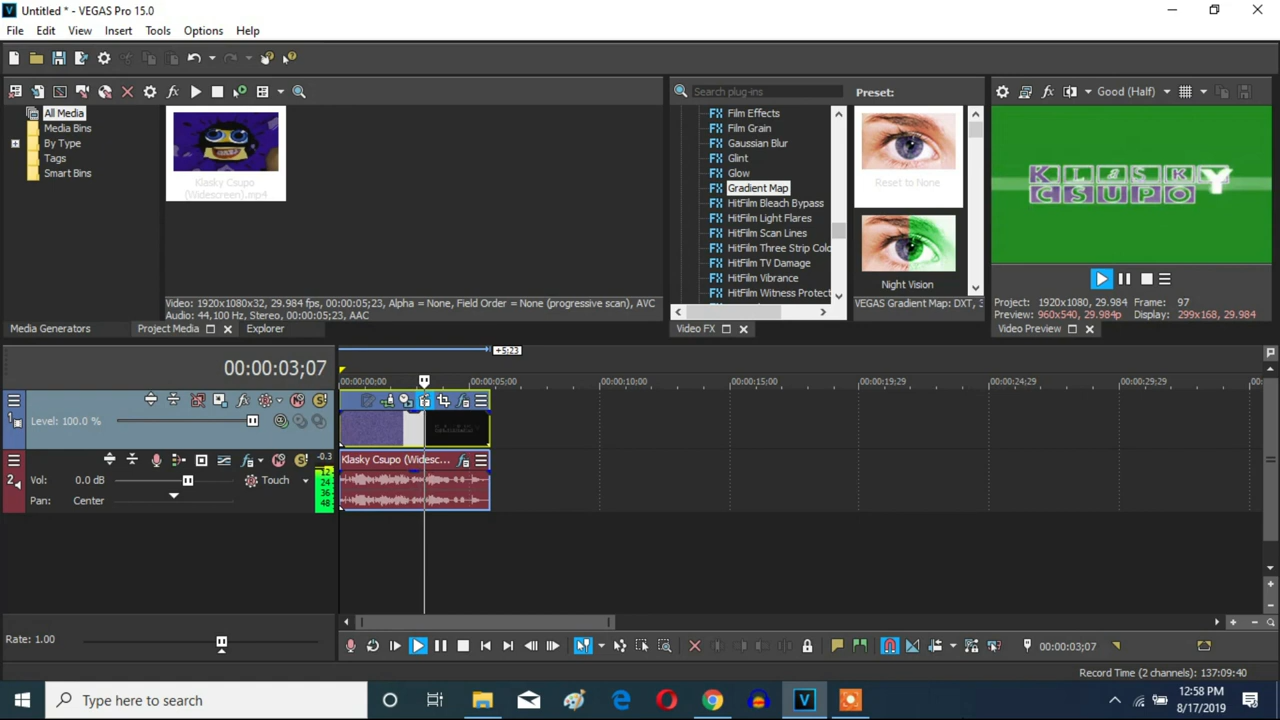 Untitled * - VEGAS Pro 15.0
File Edit View Insert Tools Options Help
All Media
Media Bins
By Type
Tags
Smart Bins
Klasky Csupo
(Widescreen).mp4
Video: 1920x1080x32, 29.984 fps, 00:00:05;23, Alpha = None, Field Order = None (progressive scan), AVC
Audio: 44,100 Hz, Stereo, 00:00:05;23, AAC
Media Generators
Project Media
Explorer
Search plug-ins
Film Effects
Film Grain
Gaussian Blur
Glint
Glow
Gradient Map
HitFilm Bleach Bypass
HitFilm Light Flares
HitFilm Scan Lines
HitFilm Three Strip Colo
HitFilm TV Damage
HitFilm Vibrance
HitFilm Witness Protect
Preset:
Reset to None
Night Vision
VEGAS Gradient Map: DXT, 3
Video FX
Good (Half)
KLaSKY
CSUPO
Project: 1920x1080, 29.984 Frame: 97
Preview: 960x540, 29.984p Display: 299x168, 29.984
Video Preview
00:00:03;07
+5:23
00:00:00;00 00:00:05;00 00:00:10;00 00:00:15;00 00:00:19;29 00:00:24;29 00:00:29;29 00:
1
Level: 100.0 %
2
Vol: 0.0 dB
Touch
Pan: Center
-0.3
12
24
36
48
Klasky Csupo (Widesc...
Rate: 1.00
00:00:03;07
Record Time (2 channels): 137:09:40
Type here to search
12:58 PM
8/17/2019